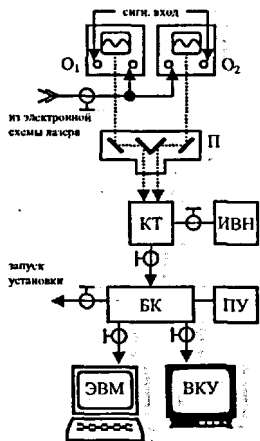 сигн. вход
O₁
O₂
из электронной
схемы лазера
П
КТ
ИВН
запуск
установки
БК
ПУ
ЭВМ
ВКУ